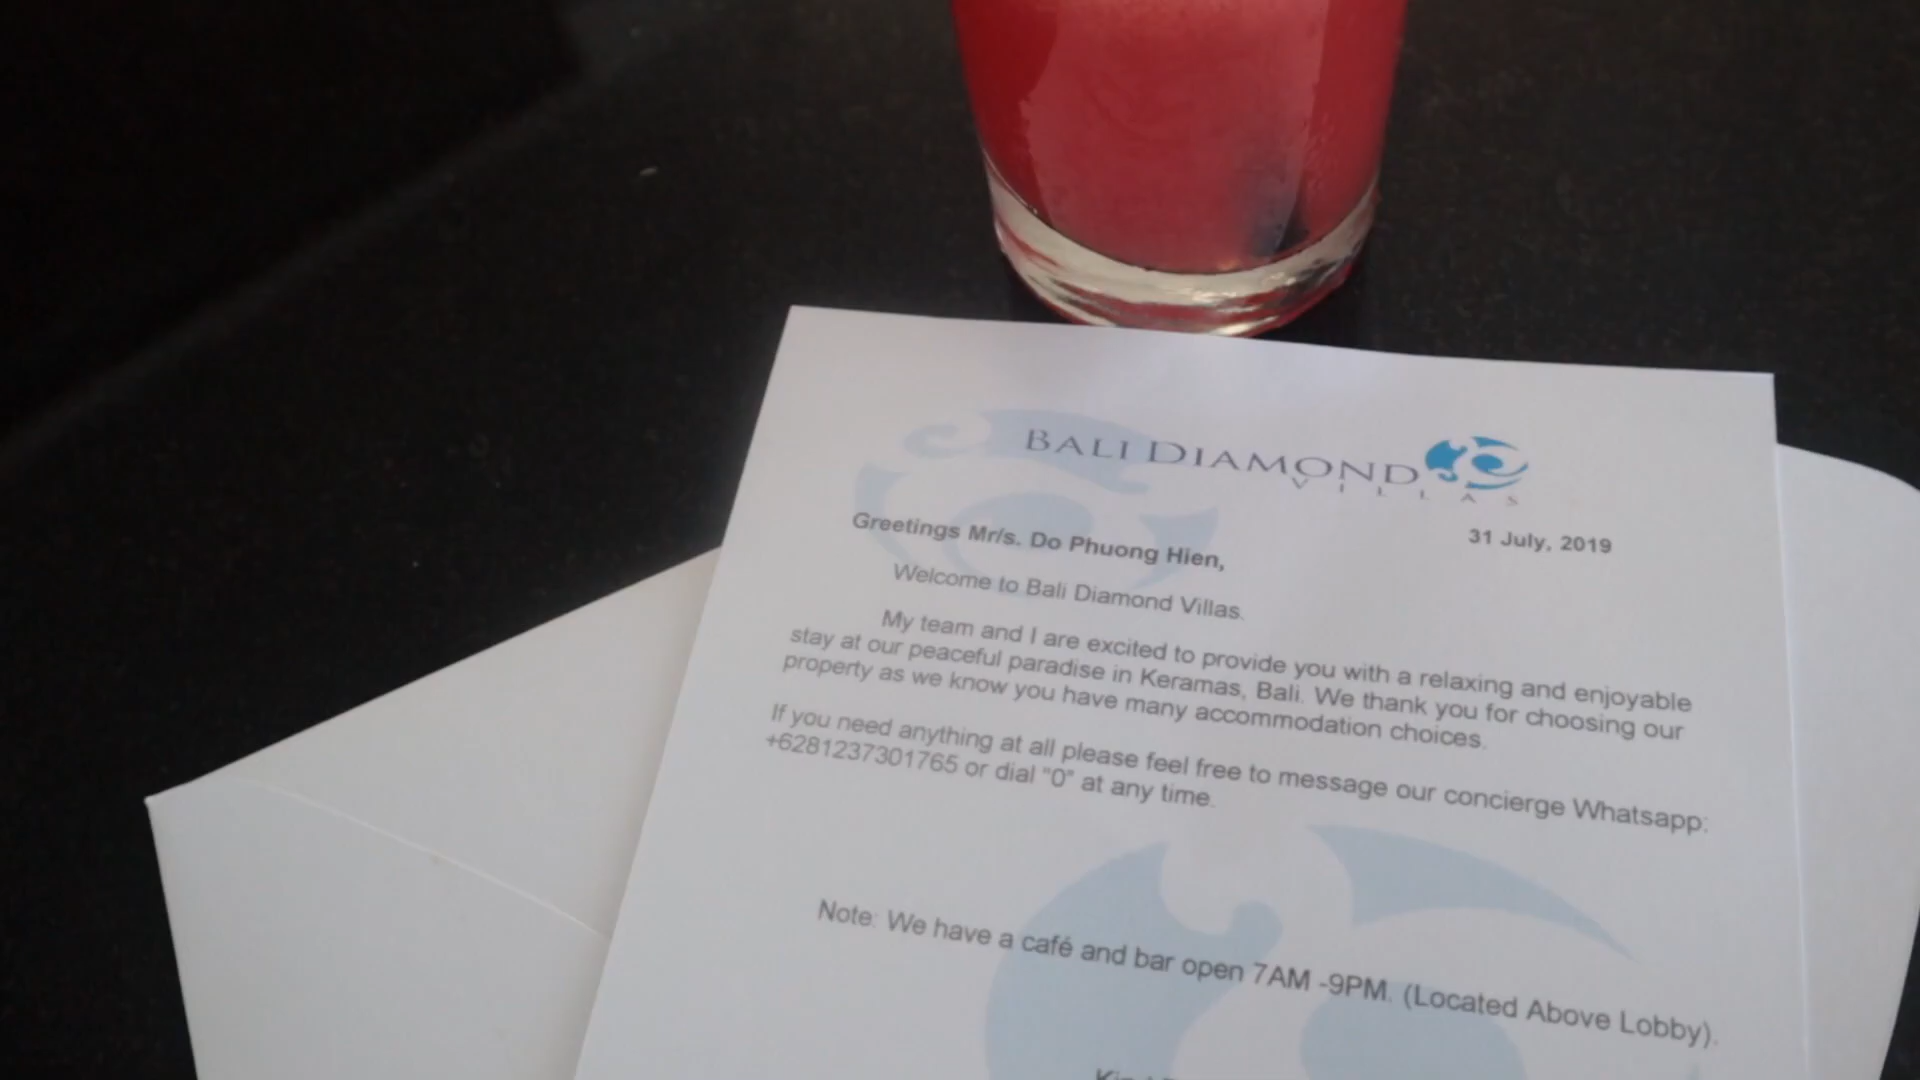 BALI DIAMOND
VILLAS
31 July, 2019
Greetings Mr/s. Do Phuong Hien,
Welcome to Bali Diamond Villas.
My team and I are excited to provide you with a relaxing and enjoyable
stay at our peaceful paradise in Keramas, Bali. We thank you for choosing our
property as we know you have many accommodation choices.
If you need anything at all please feel free to message our concierge Whatsapp:
+6281237301765 or dial "0" at any time.
Note: We have a café and bar open 7AM -9PM. (Located Above Lobby).